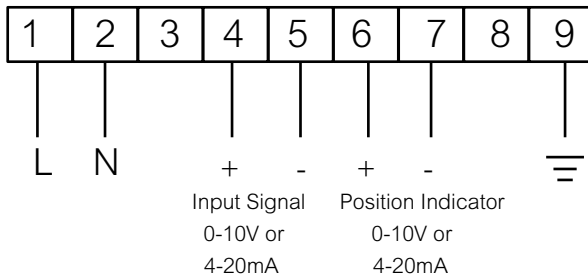 1 2 3 4 5 6 7 8 9
L N + - + -
Input Signal Position Indicator
0-10V or 0-10V or
4-20mA 4-20mA